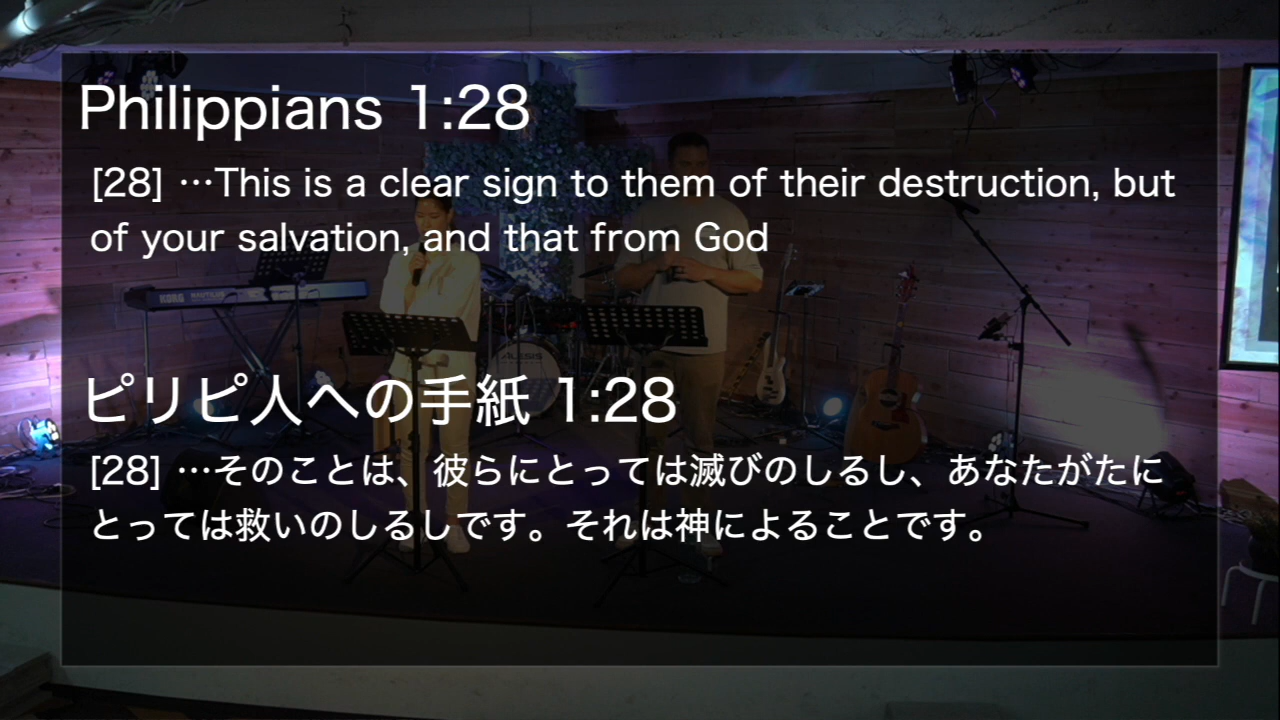 Philippians 1:28
[28] …This is a clear sign to them of their destruction, but
of your salvation, and that from God
KORG
ALESIS
ピリピ人への手紙 1:28
[28] …そのことは、彼らにとっては滅びのしるし、あなたがたに
とっては救いのしるしです。それは神によることです。